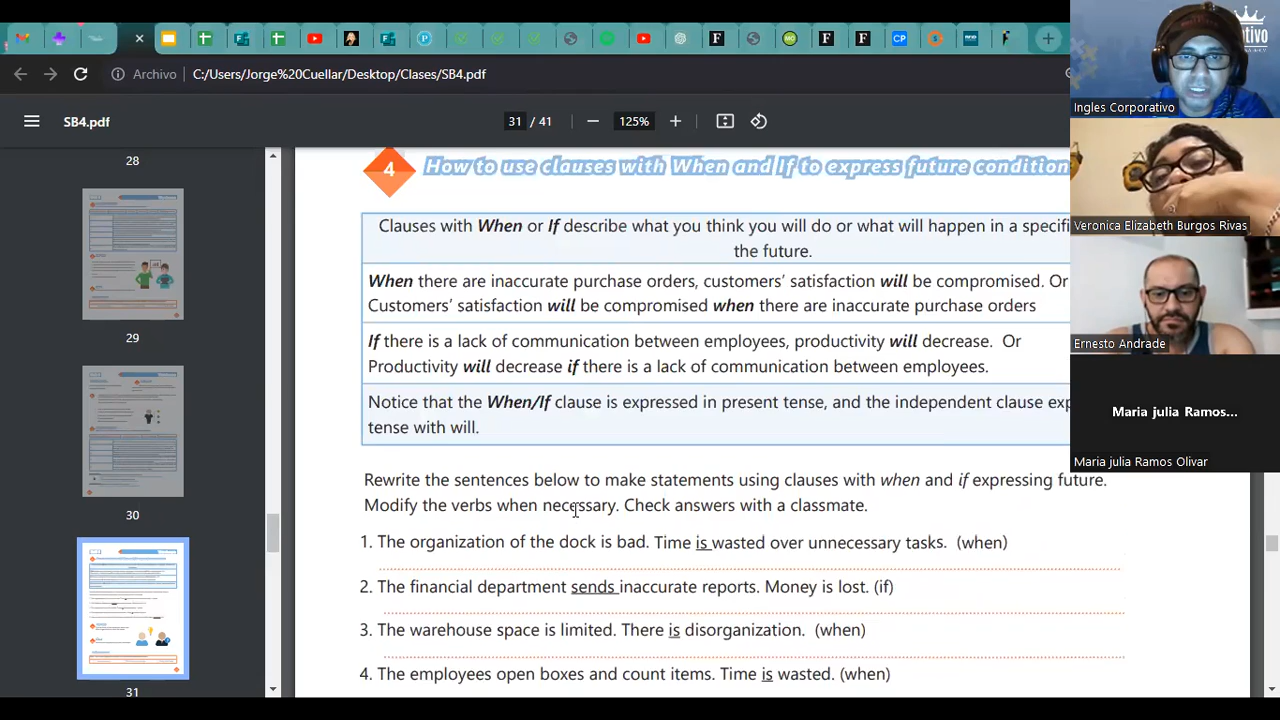 Archivo
C:/Users/Jorge%20Cuellar/Desktop/Clases/SB4.pdf
SB4.pdf
31 / 41
125%
28
29
30
31
4
How to use clauses with When and If to express future condition
Clauses with When or If describe what you think you will do or what will happen in a specifi
the future.
When there are inaccurate purchase orders, customers' satisfaction will be compromised. Or
Customers' satisfaction will be compromised when there are inaccurate purchase orders
If there is a lack of communication between employees, productivity will decrease. Or
Productivity will decrease if there is a lack of communication between employees.
Notice that the When/If clause is expressed in present tense, and the independent clause exp
tense with will.
Rewrite the sentences below to make statements using clauses with when and if expressing future.
Modify the verbs when necessary. Check answers with a classmate.
1. The organization of the dock is bad. Time is wasted over unnecessary tasks. (when)
2. The financial department sends inaccurate reports. Money is lost. (if)
3. The warehouse space is limited. There is disorganization. (when)
4. The employees open boxes and count items. Time is wasted. (when)
Ingles Corporativo
Veronica Elizabeth Burgos Rivas
Ernesto Andrade
Maria julia Ramos...
Maria julia Ramos Olivar